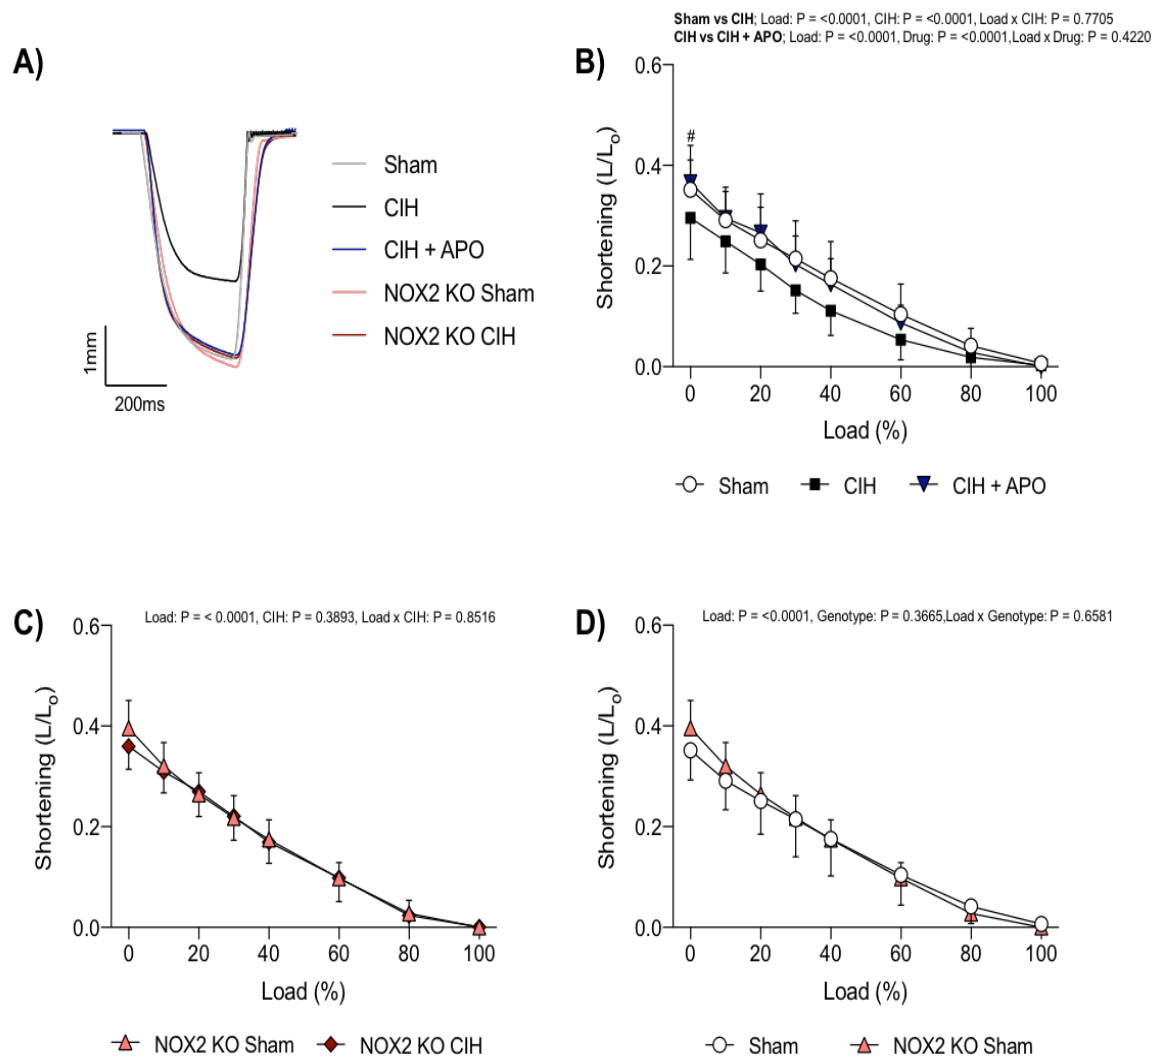 A)
Sham
CIH
CIH + APO
NOX2 KO Sham
NOX2 KO CIH
1mm
200ms
Sham vs CIH; Load: P = <0.0001, CIH: P = <0.0001, Load x CIH: P = 0.7705
CIH vs CIH + APO; Load: P = <0.0001, Drug: P = <0.0001,Load x Drug: P = 0.4220
B)
0.6
0.4
0.2
0.0
#
Shortening (L/Lo)
0 20 40 60 80 100
Load (%)
Sham CIH CIH + APO
C)
Load: P = < 0.0001, CIH: P = 0.3893, Load x CIH: P = 0.8516
0.6
0.4
0.2
0.0
Shortening (L/Lo)
0 20 40 60 80 100
Load (%)
NOX2 KO Sham NOX2 KO CIH
D)
Load: P = <0.0001, Genotype: P = 0.3665,Load x Genotype: P = 0.6581
0.6
0.4
0.2
0.0
Shortening (L/Lo)
0 20 40 60 80 100
Load (%)
Sham NOX2 KO Sham